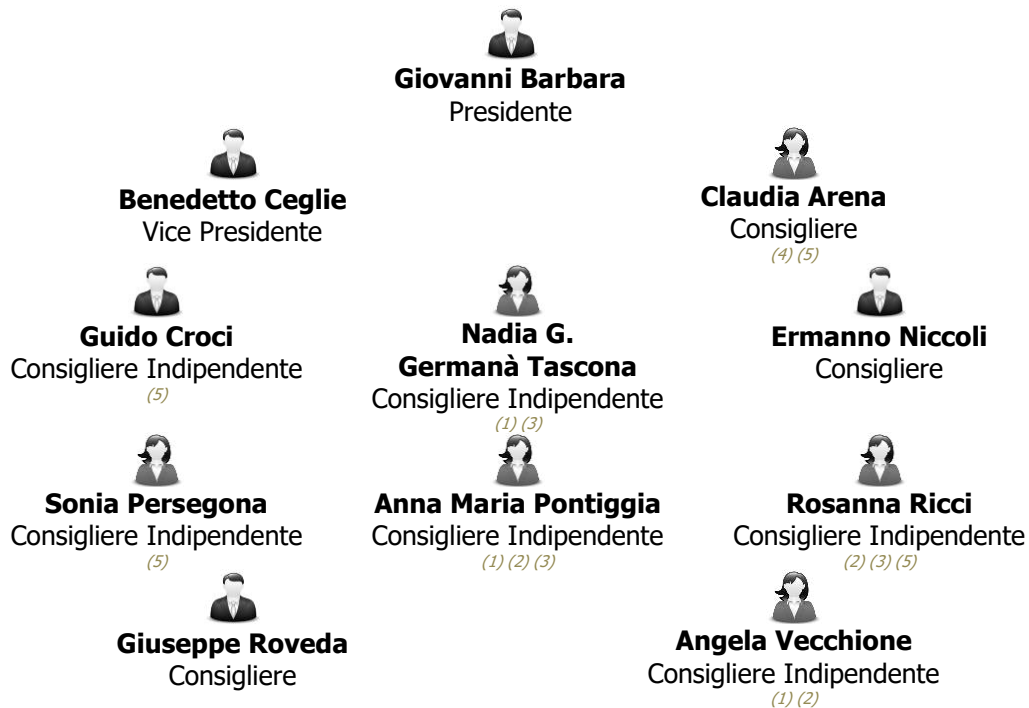 Giovanni Barbara
Presidente
Benedetto Ceglie
Vice Presidente
Claudia Arena
Consigliere
(4) (5)
Guido Croci
Consigliere Indipendente
(5)
Nadia G.
Germanà Tascona
Consigliere Indipendente
(1) (3)
Ermanno Niccoli
Consigliere
Sonia Persegona
Consigliere Indipendente
(5)
Anna Maria Pontiggia
Consigliere Indipendente
(1) (2) (3)
Rosanna Ricci
Consigliere Indipendente
(2) (3) (5)
Giuseppe Roveda
Consigliere
Angela Vecchione
Consigliere Indipendente
(1) (2)